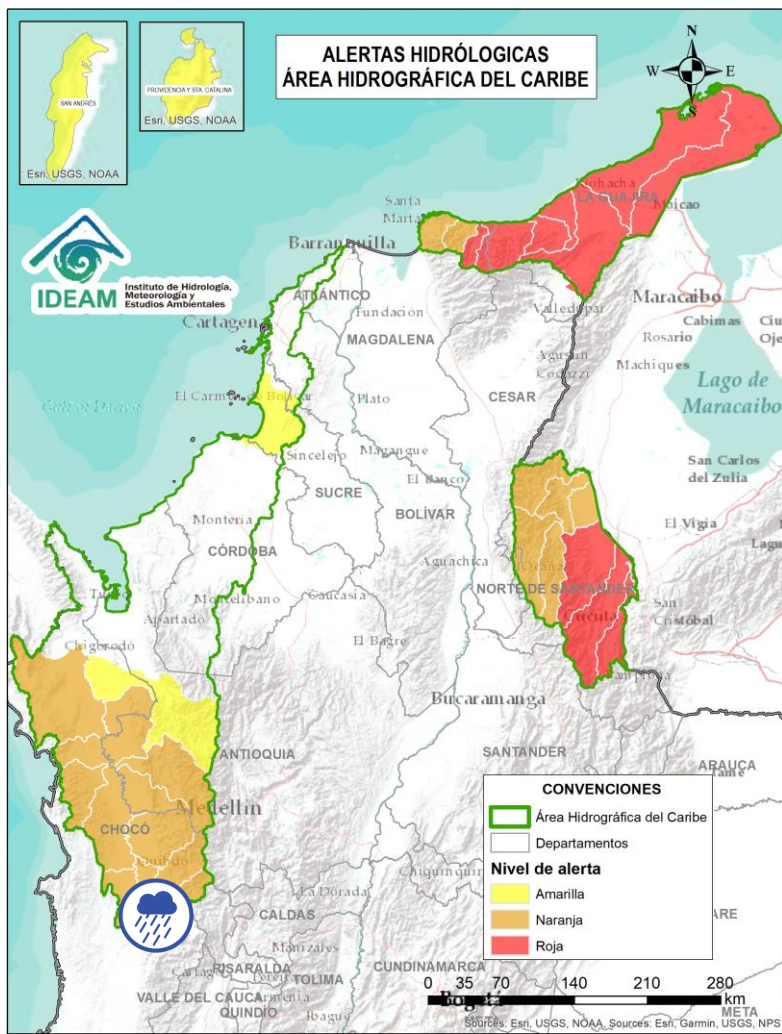 ALERTAS HIDRÓLOGICAS
ÁREA HIDROGRÁFICA DEL CARIBE
N
W
E
S
SAN ANDRÉS
Esri, USGS, NOAA
PROVIDENCIA Y STA. CATALINA
Esri, USGS, NOAA
IDEAM
Instituto de Hidrología,
Meteorología y
Estudios Ambientales
Santa
Marta
Barranquilla
LA GUAJIRA
Maicao
ATLÁNTICO
Maracaibo
Cartagen
Fundación
Valledupar
Cabimas
MAGDALENA
Rosario
Agustín
Codazzi
Machiques
El Carmen de Bolívar
Plato
CESAR
Lago de
Maracaibo
Sincelejo
Magangue
San Carlos
del Zulia
SUCRE
El Banco
Montería
BOLÍVAR
El Vigia
CÓRDOBA
Aguachica
Ocaña
NORTE DE SANTANDER
Montelibano
Caucasia
Cúcuta
San
Cristóbal
Apartado
El Bagre
Chigorodo
Bucaramanga
ANTIOQUIA
SANTANDER
ARAUCA
Medellín
CHOCÓ
Quibdó
La Dorada
CALDAS
Manizales
RISARALDA
TOLIMA
CUNDINAMARCA
VALLE DEL CAUCA
Armenia
QUINDÍO
Ibagué
META
META
CONVENCIONES
Área Hidrográfica del Caribe
Departamentos
Nivel de alerta
Amarilla
Naranja
Roja
0 35 70 140 210 280
km
Sources: Esri, USGS, NOAA, Sources: Esri, Garmin, USGS, NPS